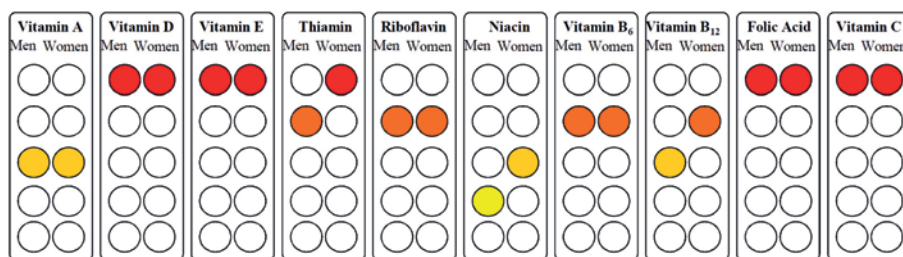 Vitamin A Vitamin D Vitamin E Thiamin Riboflavin Niacin Vitamin B₆ Vitamin B₁₂ Folic Acid Vitamin C
Men Women Men Women Men Women Men Women Men Women Men Women Men Women Men Women Men Women Men Women